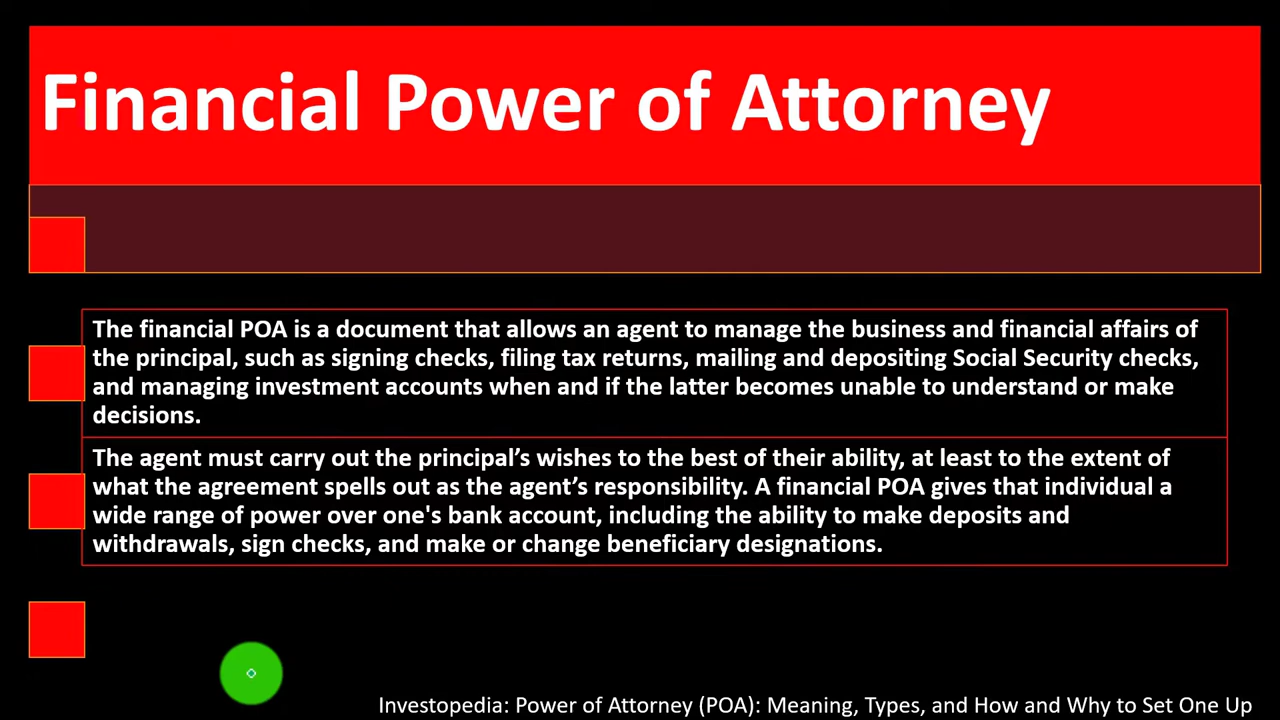 Financial Power of Attorney
The financial POA is a document that allows an agent to manage the business and financial affairs of
the principal, such as signing checks, filing tax returns, mailing and depositing Social Security checks,
and managing investment accounts when and if the latter becomes unable to understand or make
decisions.
The agent must carry out the principal’s wishes to the best of their ability, at least to the extent of
what the agreement spells out as the agent’s responsibility. A financial POA gives that individual a
wide range of power over one's bank account, including the ability to make deposits and
withdrawals, sign checks, and make or change beneficiary designations.
Investopedia: Power of Attorney (POA): Meaning, Types, and How and Why to Set One Up